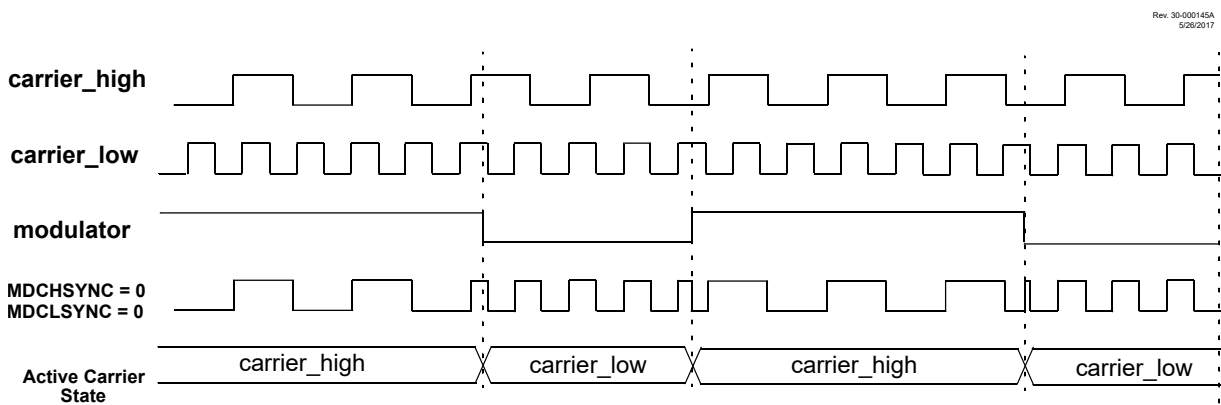 Rev. 30-000145A
5/26/2017
carrier_high
carrier_low
modulator
MDCHSYNC = 0
MDCLSYNC = 0
Active Carrier
State
carrier_high
carrier_low
carrier_high
carrier_low